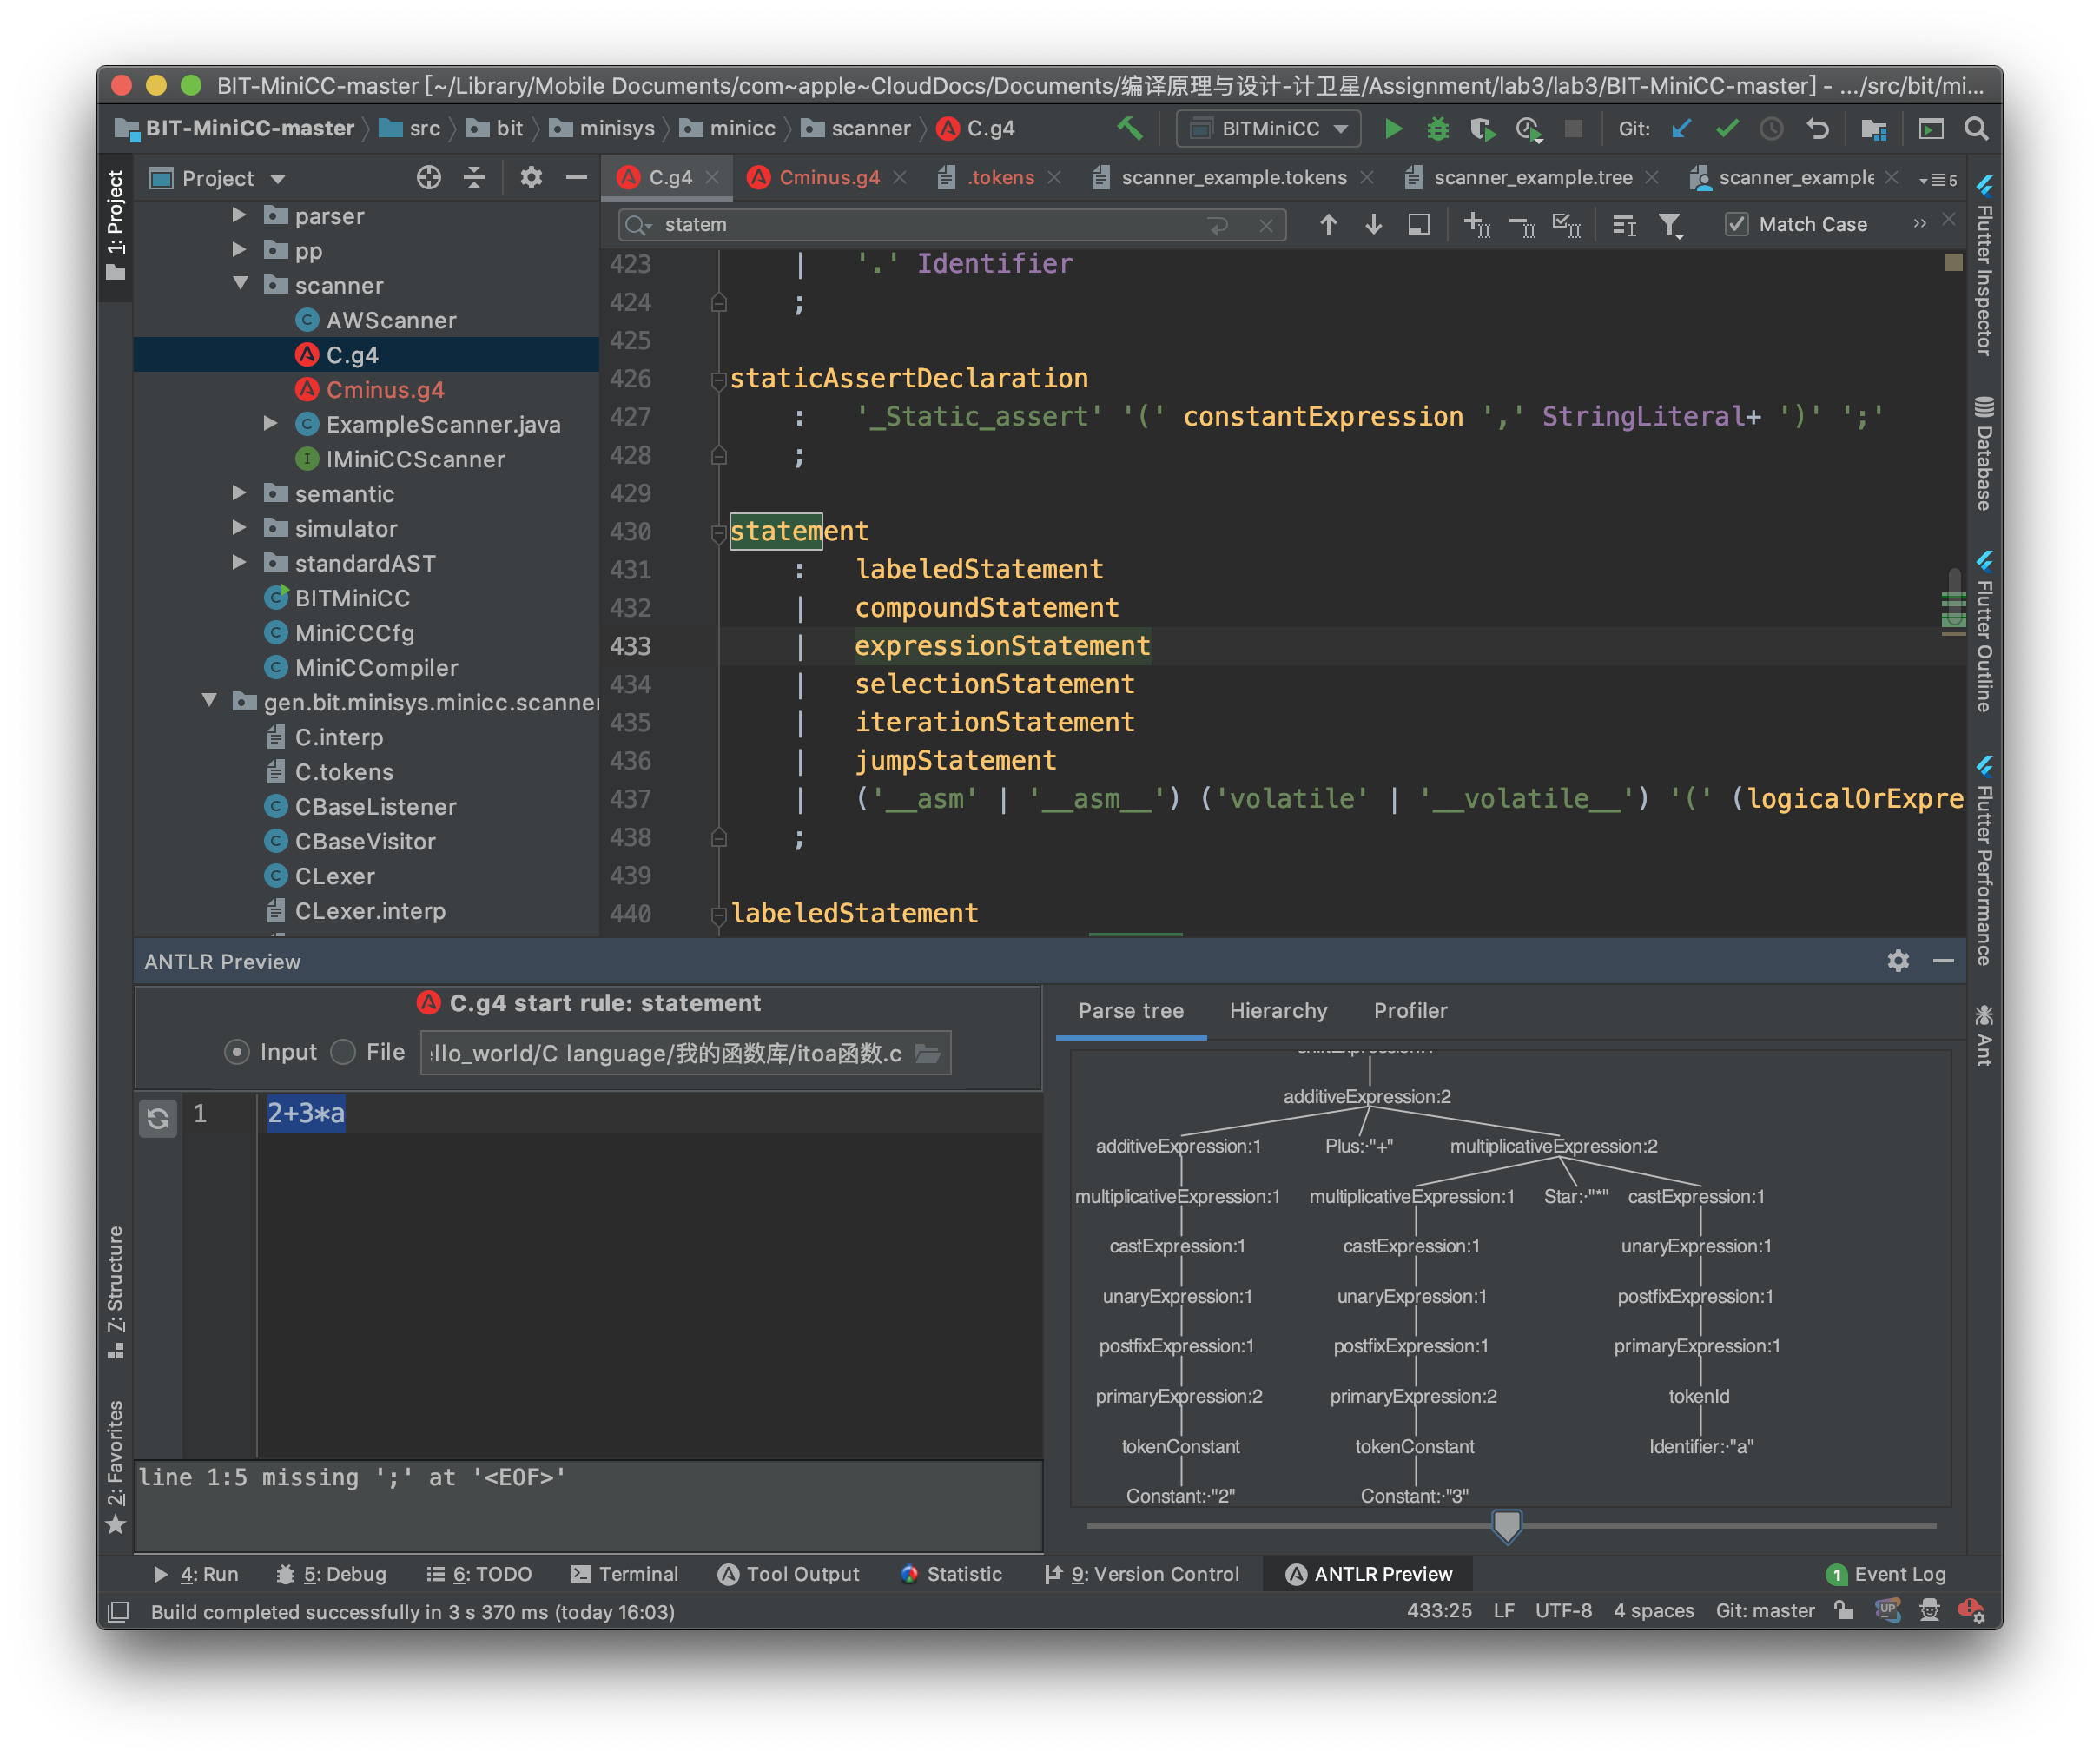 BIT-MiniCC-master [~/Library/Mobile Documents/com~apple~CloudDocs/Documents/编译原理与设计-计卫星/Assignment/lab3/lab3/BIT-MiniCC-master] - .../src/bit/mi...
BIT-MiniCC-master src bit minisys minicc scanner C.g4 BITMiniCC Git:
1: Project
Project
C.g4 Cminus.g4 .tokens scanner_example.tokens scanner_example.tree scanner_example 5
statem Match Case
parser
pp
scanner
AWScanner
C.g4
Cminus.g4
ExampleScanner.java
IMiniCCScanner
semantic
simulator
standardAST
BITMiniCC
MiniCCCfg
MiniCCompiler
gen.bit.minisys.minicc.scanner
C.interp
C.tokens
CBaseListener
CBaseVisitor
CLexer
CLexer.interp
423 | '.' Identifier
424 ;
425
426 staticAssertDeclaration
427 : '_Static_assert' '(' constantExpression ',' StringLiteral+ ')' ';'
428 ;
429
430 statement
431 : labeledStatement
432 | compoundStatement
433 | expressionStatement
434 | selectionStatement
435 | iterationStatement
436 | jumpStatement
437 | ('__asm' | '__asm__') ('volatile' | '__volatile__') '(' (logicalOrExpre
438 ;
439
440 labeledStatement
Flutter Inspector
Database
Flutter Outline
Flutter Performance
Ant
ANTLR Preview
C.g4 start rule: statement
Input File llo_world/C language/我的函数库/itoa函数.c
1 2+3*a
line 1:5 missing ';' at '<EOF>'
Parse tree Hierarchy Profiler
additiveExpression:2
additiveExpression:1 Plus:·"+" multiplicativeExpression:2
multiplicativeExpression:1 multiplicativeExpression:1 Star:·"*" castExpression:1
castExpression:1 castExpression:1 unaryExpression:1
unaryExpression:1 unaryExpression:1 postfixExpression:1
postfixExpression:1 postfixExpression:1 primaryExpression:1
primaryExpression:2 primaryExpression:2 tokenId
tokenConstant tokenConstant Identifier:·"a"
Constant:·"2" Constant:·"3"
7: Structure
2: Favorites
4: Run 5: Debug 6: TODO Terminal Tool Output Statistic 9: Version Control ANTLR Preview 1 Event Log
Build completed successfully in 3 s 370 ms (today 16:03) 433:25 LF UTF-8 4 spaces Git: master